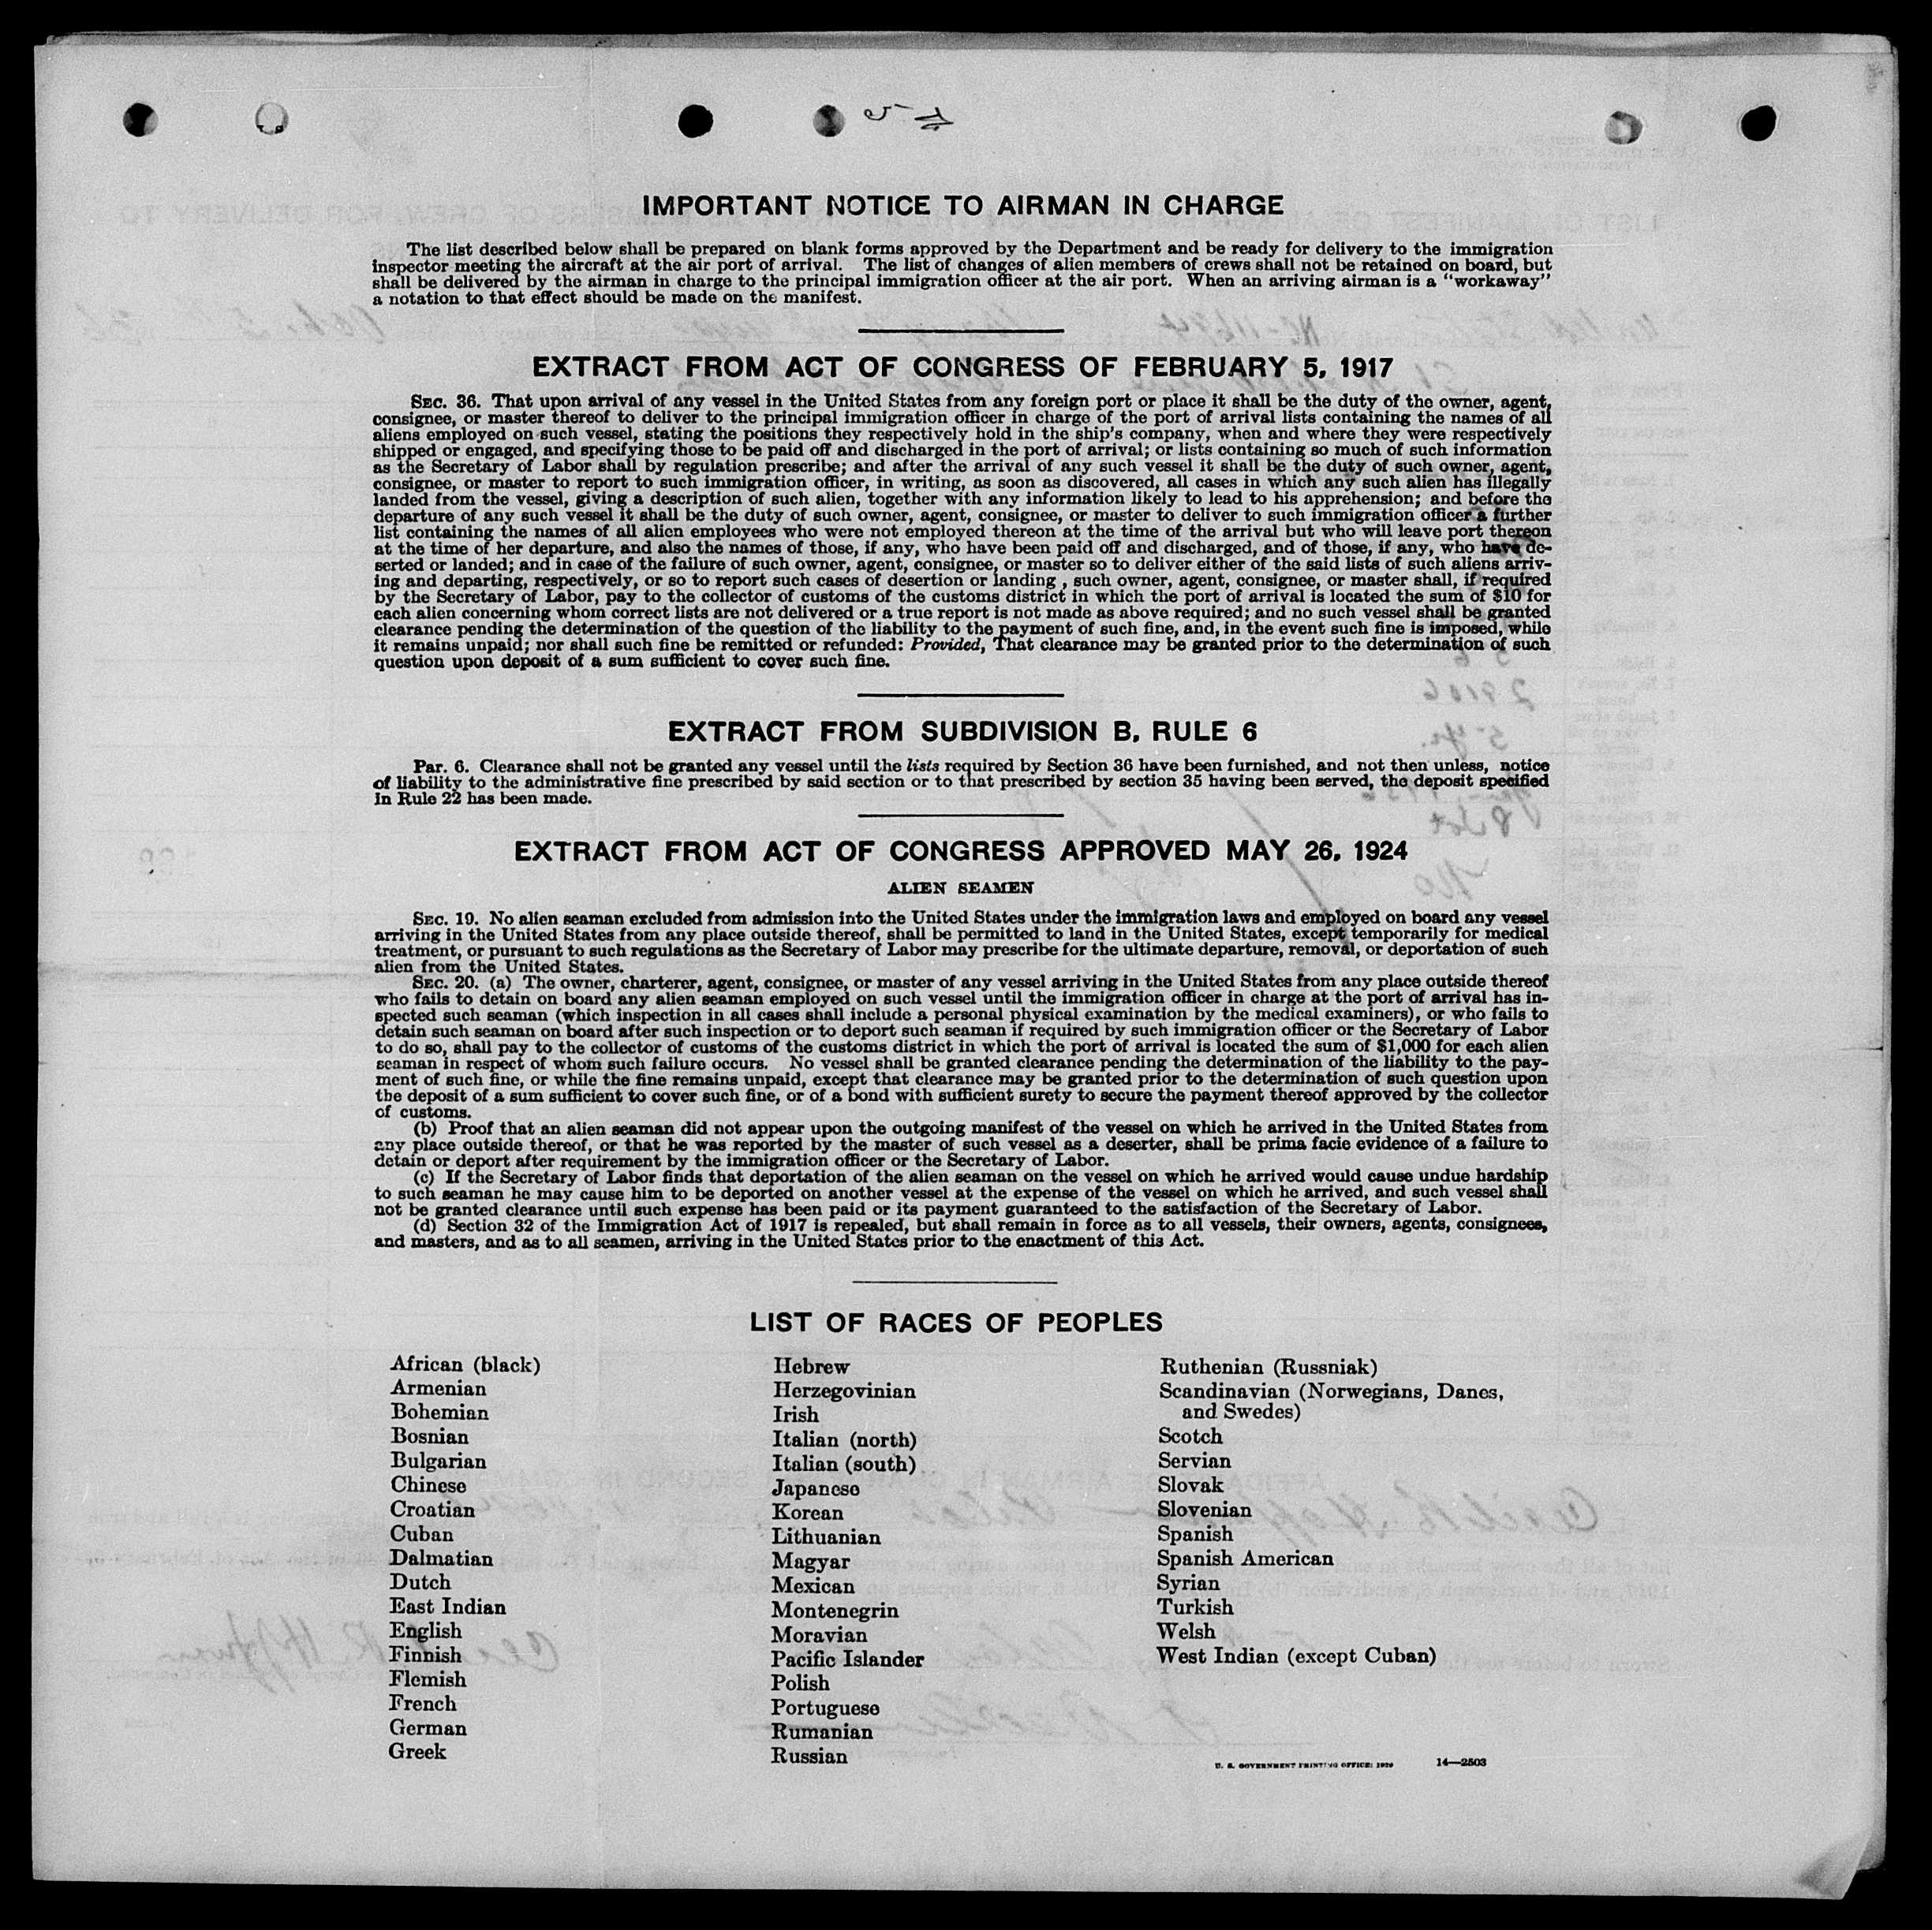 IMPORTANT NOTICE TO AIRMAN IN CHARGE
The list described below shall be prepared on blank forms approved by the Department and be ready for delivery to the immigration
inspector meeting the aircraft at the air port of arrival. The list of changes of alien members of crews shall not be retained on board, but
shall be delivered by the airman in charge to the principal immigration officer at the air port. When an arriving airman is a "workaway"
a notation to that effect should be made on the manifest.
EXTRACT FROM ACT OF CONGRESS OF FEBRUARY 5, 1917
SEC. 36. That upon arrival of any vessel in the United States from any foreign port or place it shall be the duty of the owner, agent,
consignee, or master thereof to deliver to the principal immigration officer in charge of the port of arrival lists containing the names of all
aliens employed on such vessel, stating the positions they respectively hold in the ship's company, when and where they were respectively
shipped or engaged, and specifying those to be paid off and discharged in the port of arrival; or lists containing so much of such information
as the Secretary of Labor shall by regulation prescribe; and after the arrival of any such vessel it shall be the duty of such owner, agent,
consignee, or master to report to such immigration officer, in writing, as soon as discovered, all cases in which any such alien has illegally
landed from the vessel, giving a description of such alien, together with any information likely to lead to his apprehension; and before the
departure of any such vessel it shall be the duty of such owner, agent, consignee, or master to deliver to such immigration officer a further
list containing the names of all alien employees who were not employed thereon at the time of the arrival but who will leave port thereon
at the time of her departure, and also the names of those, if any, who have been paid off and discharged, and of those, if any, who have de-
serted or landed; and in case of the failure of such owner, agent, consignee, or master so to deliver either of the said lists of such aliens arriv-
ing and departing, respectively, or so to report such cases of desertion or landing , such owner, agent, consignee, or master shall, if required
by the Secretary of Labor, pay to the collector of customs of the customs district in which the port of arrival is located the sum of $10 for
each alien concerning whom correct lists are not delivered or a true report is not made as above required; and no such vessel shall be granted
clearance pending the determination of the question of the liability to the payment of such fine, and, in the event such fine is imposed, while
it remains unpaid; nor shall such fine be remitted or refunded: Provided, That clearance may be granted prior to the determination of such
question upon deposit of a sum sufficient to cover such fine.
EXTRACT FROM SUBDIVISION B, RULE 6
Par. 6. Clearance shall not be granted any vessel until the lists required by Section 36 have been furnished, and not then unless, notice
of liability to the administrative fine prescribed by said section or to that prescribed by section 35 having been served, the deposit specified
in Rule 22 has been made.
EXTRACT FROM ACT OF CONGRESS APPROVED MAY 26, 1924
ALIEN SEAMEN
SEC. 19. No alien seaman excluded from admission into the United States under the immigration laws and employed on board any vessel
arriving in the United States from any place outside thereof, shall be permitted to land in the United States, except temporarily for medical
treatment, or pursuant to such regulations as the Secretary of Labor may prescribe for the ultimate departure, removal, or deportation of such
alien from the United States.
SEC. 20. (a) The owner, charterer, agent, consignee, or master of any vessel arriving in the United States from any place outside thereof
who fails to detain on board any alien seaman employed on such vessel until the immigration officer in charge at the port of arrival has in-
spected such seaman (which inspection in all cases shall include a personal physical examination by the medical examiners), or who fails to
detain such seaman on board after such inspection or to deport such seaman if required by such immigration officer or the Secretary of Labor
to do so, shall pay to the collector of customs of the customs district in which the port of arrival is located the sum of $1,000 for each alien
seaman in respect of whom such failure occurs. No vessel shall be granted clearance pending the determination of the liability to the pay-
ment of such fine, or while the fine remains unpaid, except that clearance may be granted prior to the determination of such question upon
the deposit of a sum sufficient to cover such fine, or of a bond with sufficient surety to secure the payment thereof approved by the collector
of customs.
(b) Proof that an alien seaman did not appear upon the outgoing manifest of the vessel on which he arrived in the United States from
any place outside thereof, or that he was reported by the master of such vessel as a deserter, shall be prima facie evidence of a failure to
detain or deport after requirement by the immigration officer or the Secretary of Labor.
(c) If the Secretary of Labor finds that deportation of the alien seaman on the vessel on which he arrived would cause undue hardship
to such seaman he may cause him to be deported on another vessel at the expense of the vessel on which he arrived, and such vessel shall
not be granted clearance until such expense has been paid or its payment guaranteed to the satisfaction of the Secretary of Labor.
(d) Section 32 of the Immigration Act of 1917 is repealed, but shall remain in force as to all vessels, their owners, agents, consignees,
and masters, and as to all seamen, arriving in the United States prior to the enactment of this Act.
LIST OF RACES OF PEOPLES
African (black)
Armenian
Bohemian
Bosnian
Bulgarian
Chinese
Croatian
Cuban
Dalmatian
Dutch
East Indian
English
Finnish
Flemish
French
German
Greek
Hebrew
Herzegovinian
Irish
Italian (north)
Italian (south)
Japanese
Korean
Lithuanian
Magyar
Mexican
Montenegrin
Moravian
Pacific Islander
Polish
Portuguese
Rumanian
Russian
Ruthenian (Russniak)
Scandinavian (Norwegians, Danes,
and Swedes)
Scotch
Servian
Slovak
Slovenian
Spanish
Spanish American
Syrian
Turkish
Welsh
West Indian (except Cuban)
U. S. GOVERNMENT PRINTING OFFICE: 1929 14—2503